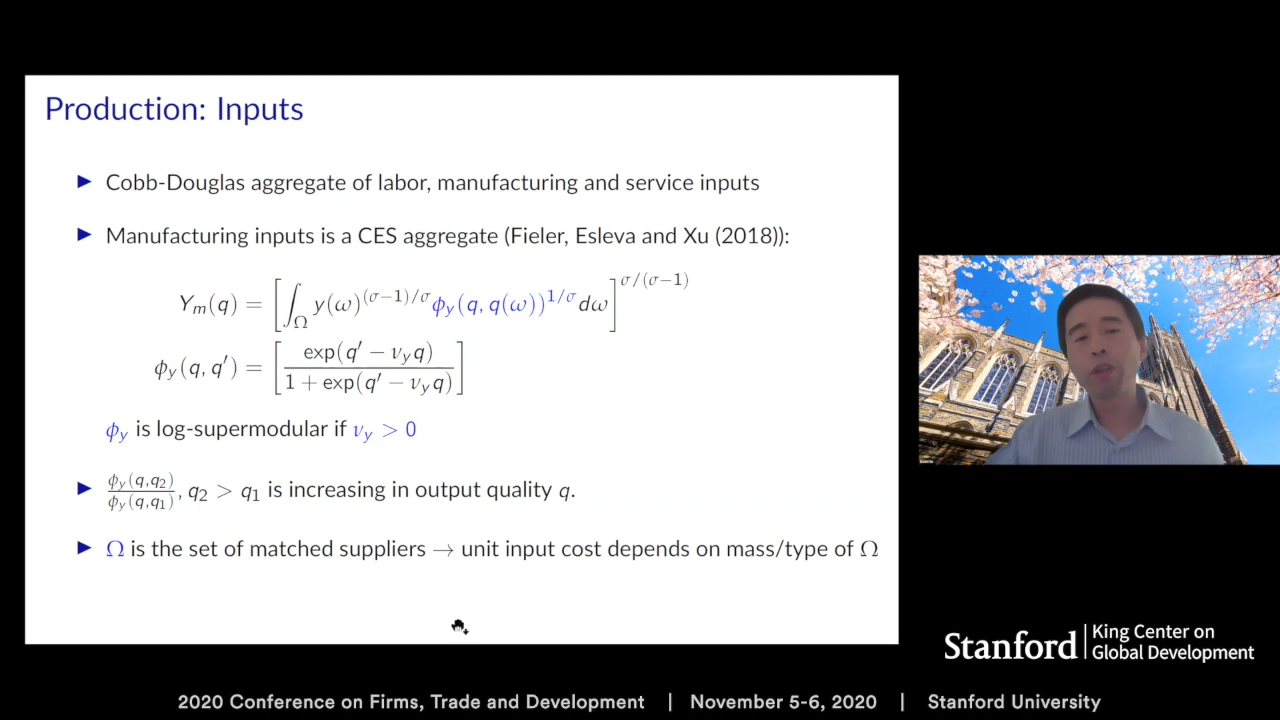 Production: Inputs
▶ Cobb-Douglas aggregate of labor, manufacturing and service inputs
▶ Manufacturing inputs is a CES aggregate (Fieler, Esleva and Xu (2018)):
Y_m(q) = [∫_Ω y(ω)^{(σ−1)/σ} ϕ_y(q, q(ω))^{1/σ} dω]^{σ/(σ−1)}
ϕ_y(q, q′) = [exp(q′ − ν_y q) / 1 + exp(q′ − ν_y q)]
ϕ_y is log-supermodular if ν_y > 0
▶ ϕ_y(q,q_2)/ϕ_y(q,q_1), q_2 > q_1 is increasing in output quality q.
▶ Ω is the set of matched suppliers → unit input cost depends on mass/type of Ω
Stanford | King Center on
Global Development
2020 Conference on Firms, Trade and Development | November 5-6, 2020 | Stanford University